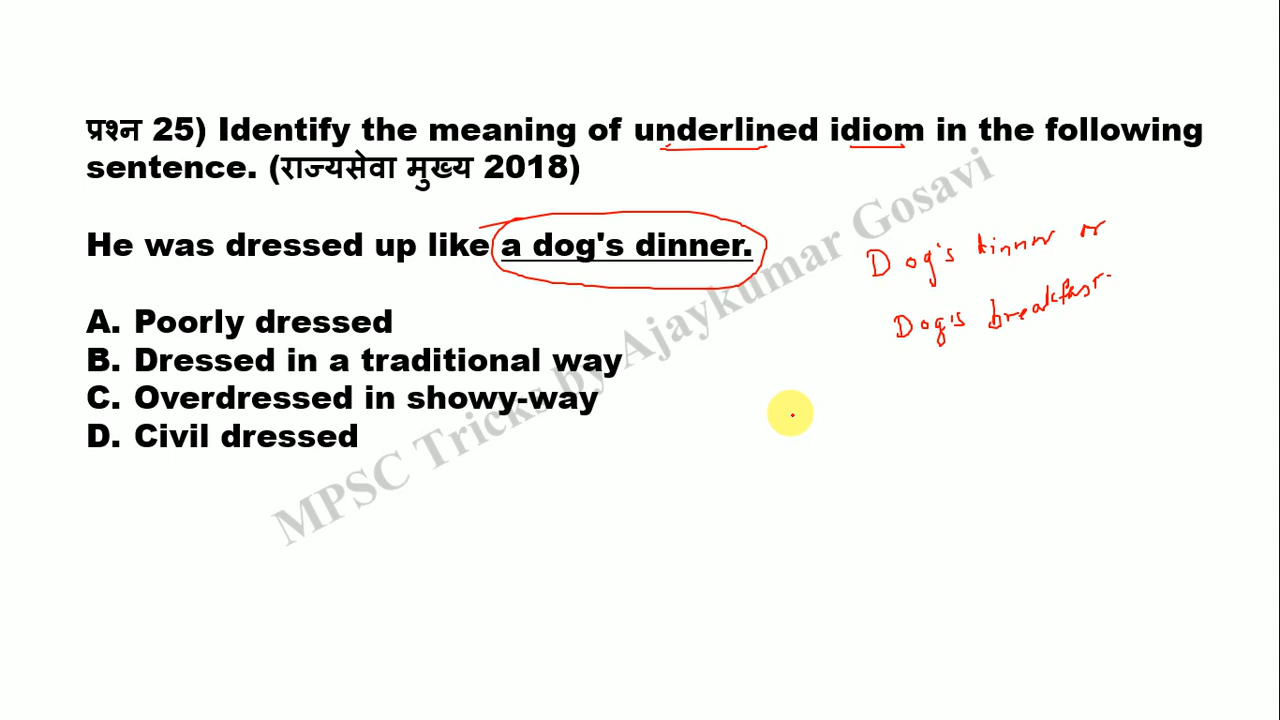 प्रश्न 25) Identify the meaning of underlined idiom in the following
sentence. (राज्यसेवा मुख्य 2018)
He was dressed up like a dog's dinner.
Dog's dinner or
Dog's breakfast.
A. Poorly dressed
B. Dressed in a traditional way
C. Overdressed in showy-way
D. Civil dressed
MPSC Tricks by Ajaykumar Gosavi